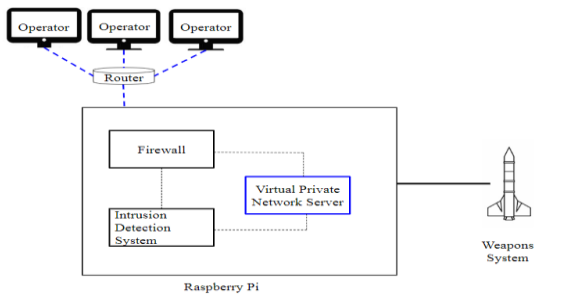 Operator
Operator
Operator
Router
Firewall
Virtual Private
Network Server
Intrusion
Detection
System
Weapons
System
Raspberry Pi